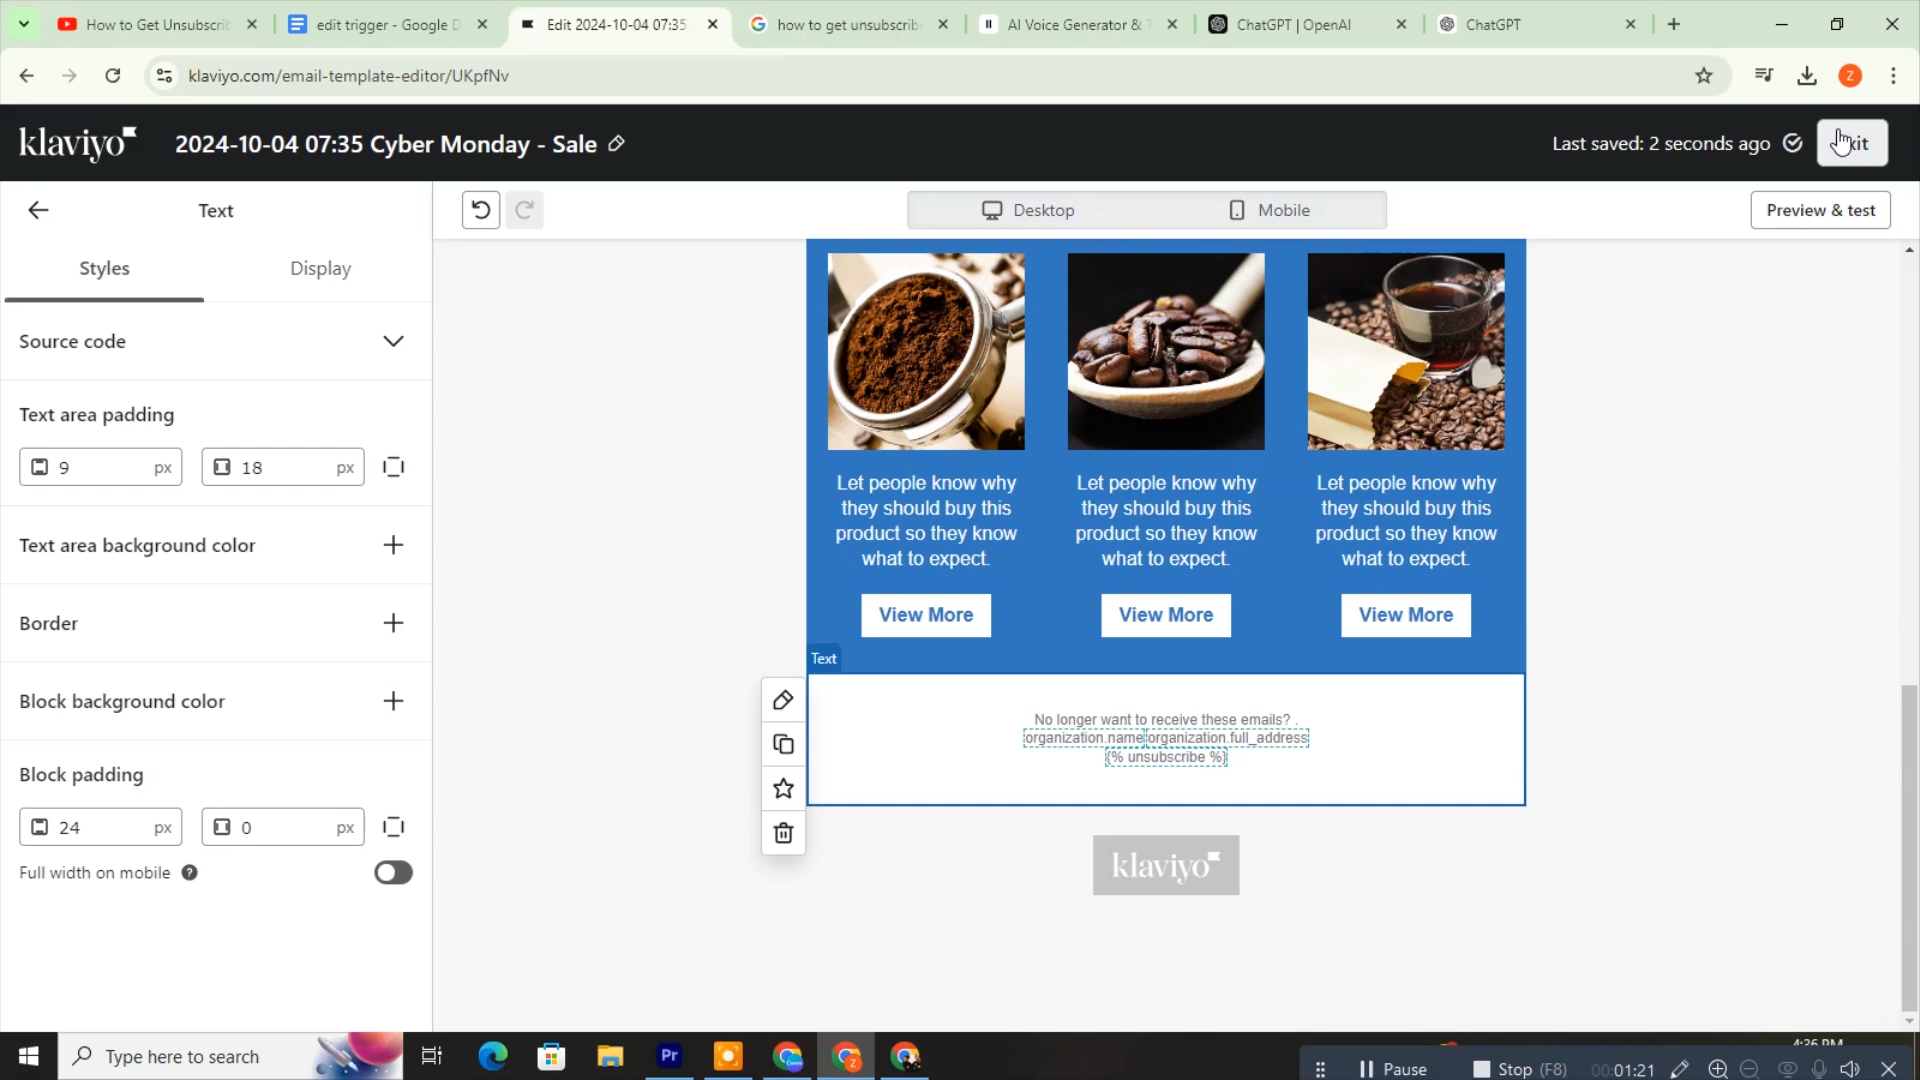 How to Get Unsubscrib
edit trigger - Google D
Edit 2024-10-04 07:35
how to get unsubscrib
AI Voice Generator & T
ChatGPT | OpenAI
ChatGPT
klaviyo.com/email-template-editor/UKpfNv
Z
klaviyo
2024-10-04 07:35 Cyber Monday - Sale
Last saved: 2 seconds ago
Text
Desktop
Mobile
Preview & test
Styles
Display
Source code
Text area padding
9 px
18 px
Text area background color
Border
Block background color
Block padding
24 px
0 px
Full width on mobile ?
Let people know why
they should buy this
product so they know
what to expect.
View More
Let people know why
they should buy this
product so they know
what to expect.
View More
Let people know why
they should buy this
product so they know
what to expect.
View More
Text
No longer want to receive these emails? .
organization.name organization.full_address
{% unsubscribe %}
klaviyo
Type here to search
Pr
Z
4:26 PM
Pause
Stop (F8)
00:01:21